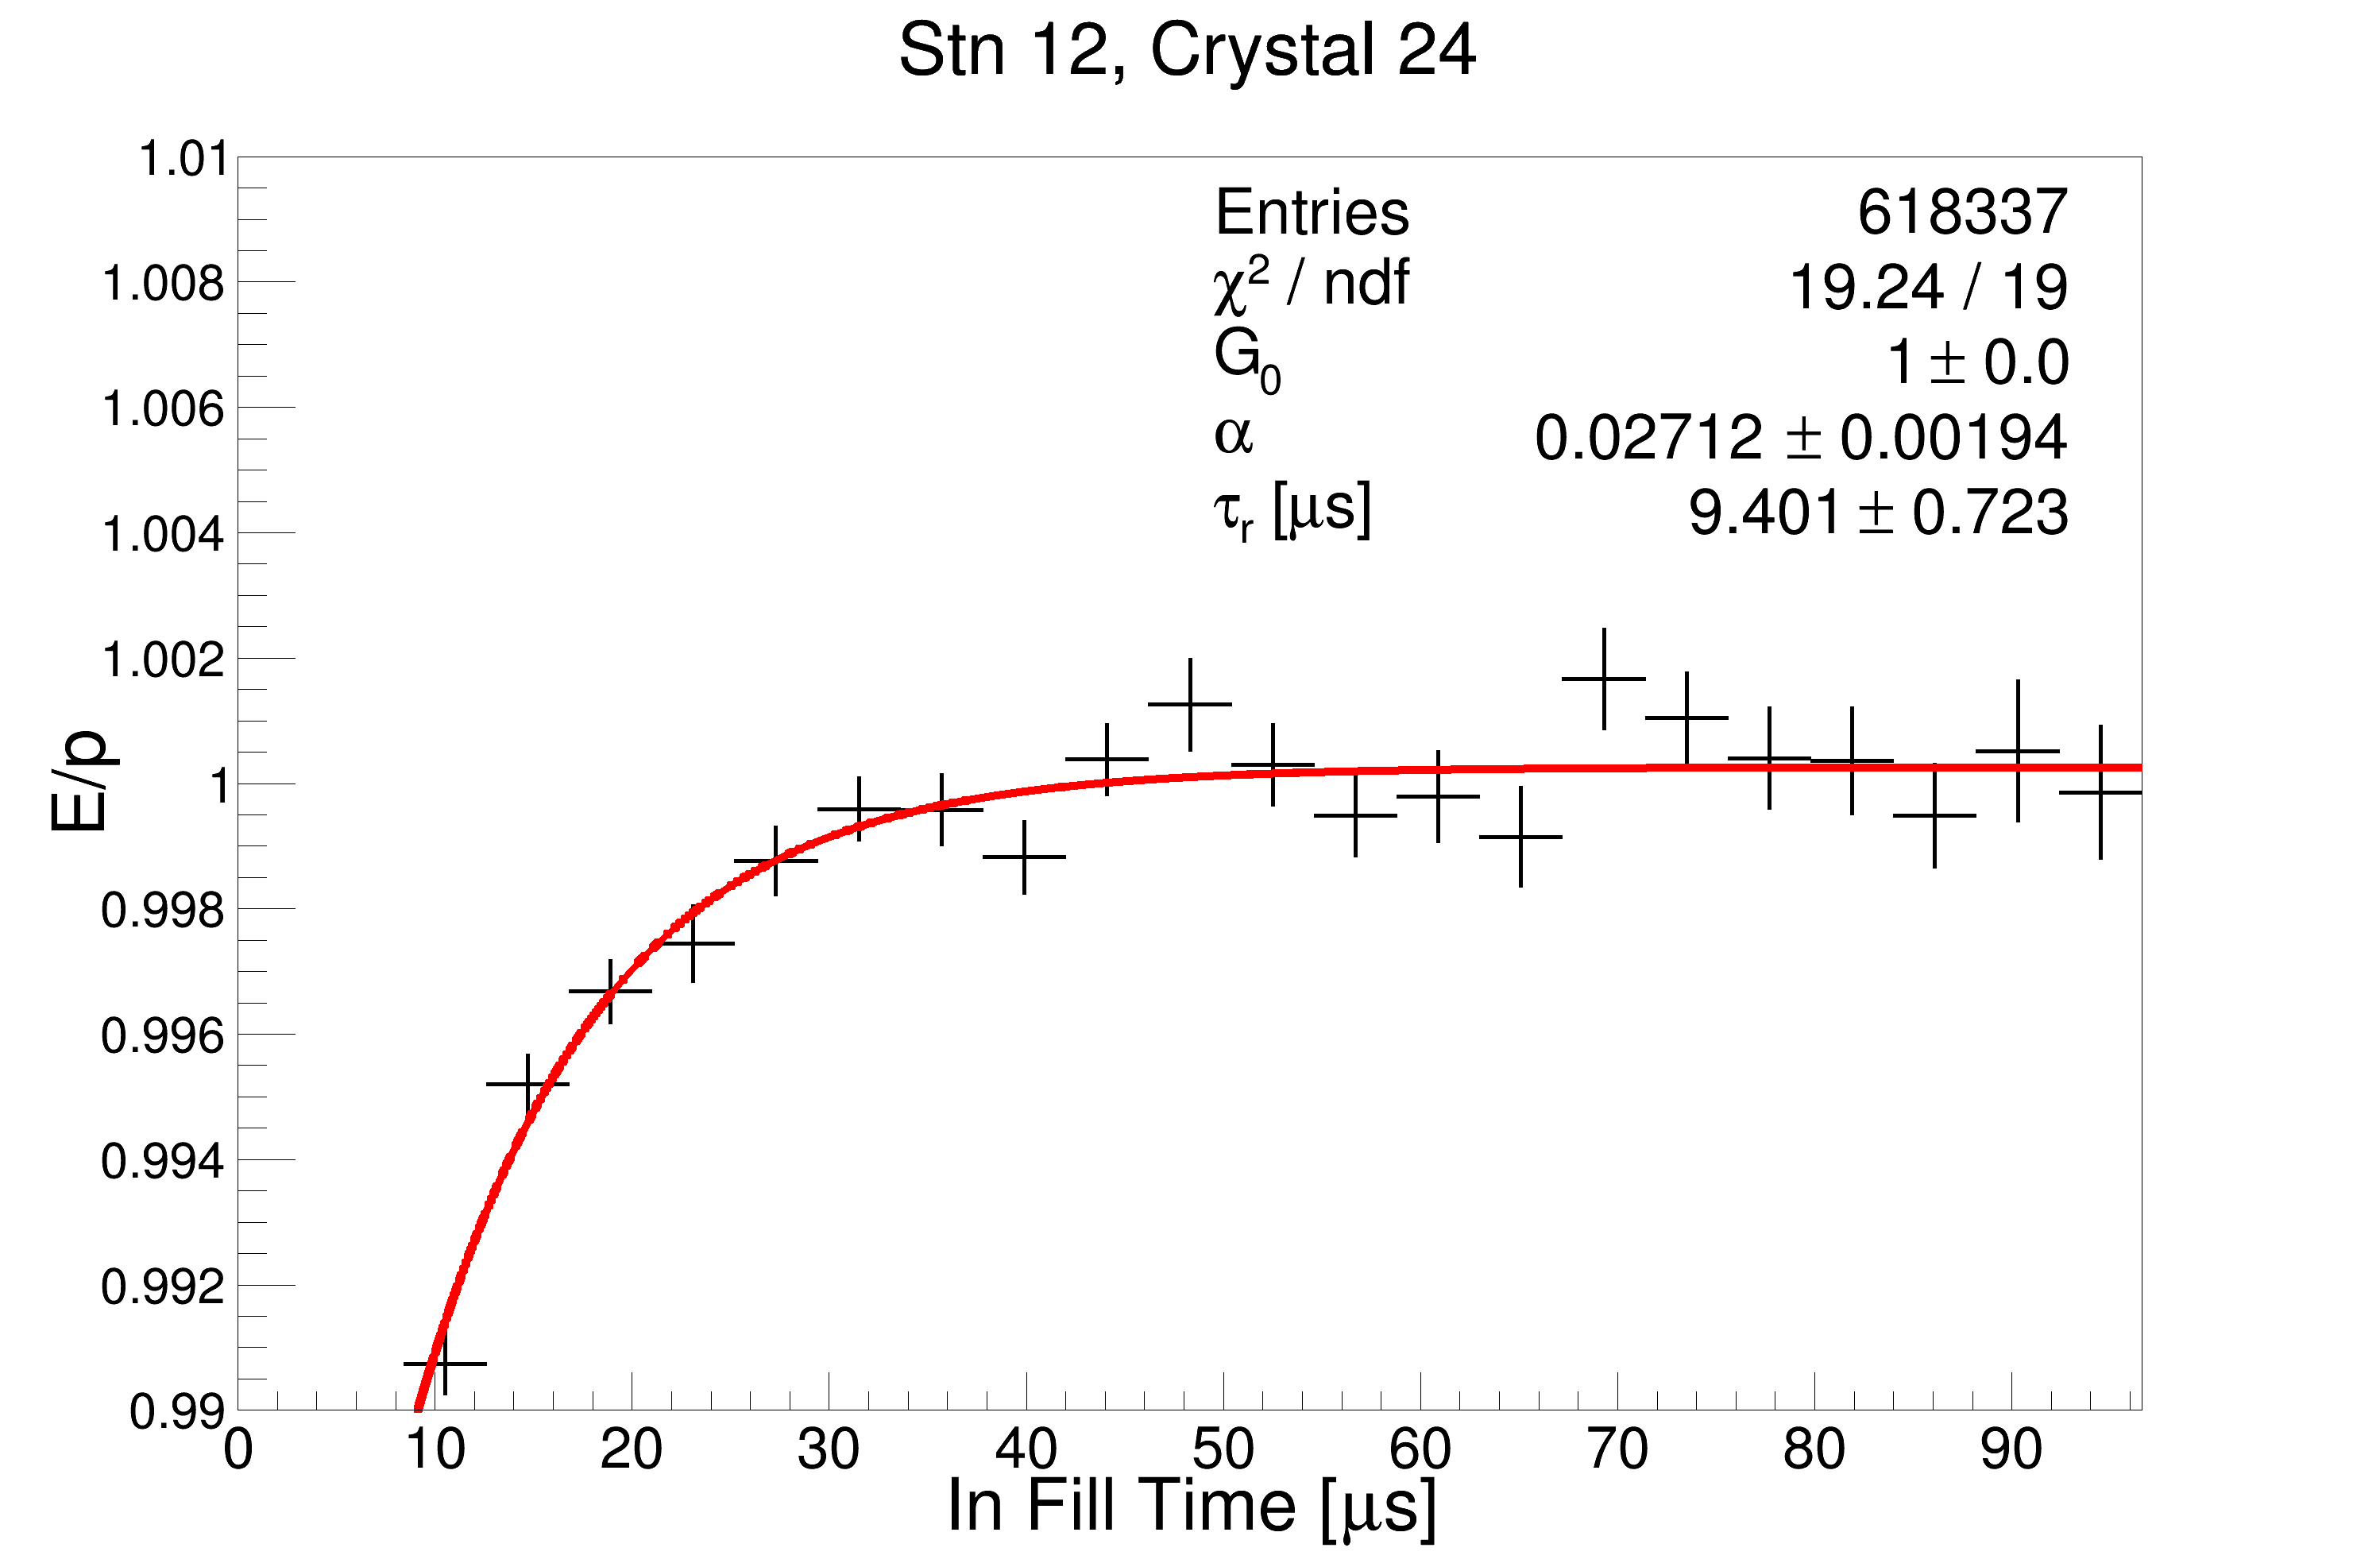 Stn 12, Crystal 24
Entries 618337
χ² / ndf 19.24 / 19
G₀ 1 ± 0.0
α 0.02712 ± 0.00194
τᵣ [μs] 9.401 ± 0.723
1.01
1.008
1.006
1.004
1.002
1
0.998
0.996
0.994
0.992
0.99
E/p
0 10 20 30 40 50 60 70 80 90
In Fill Time [μs]